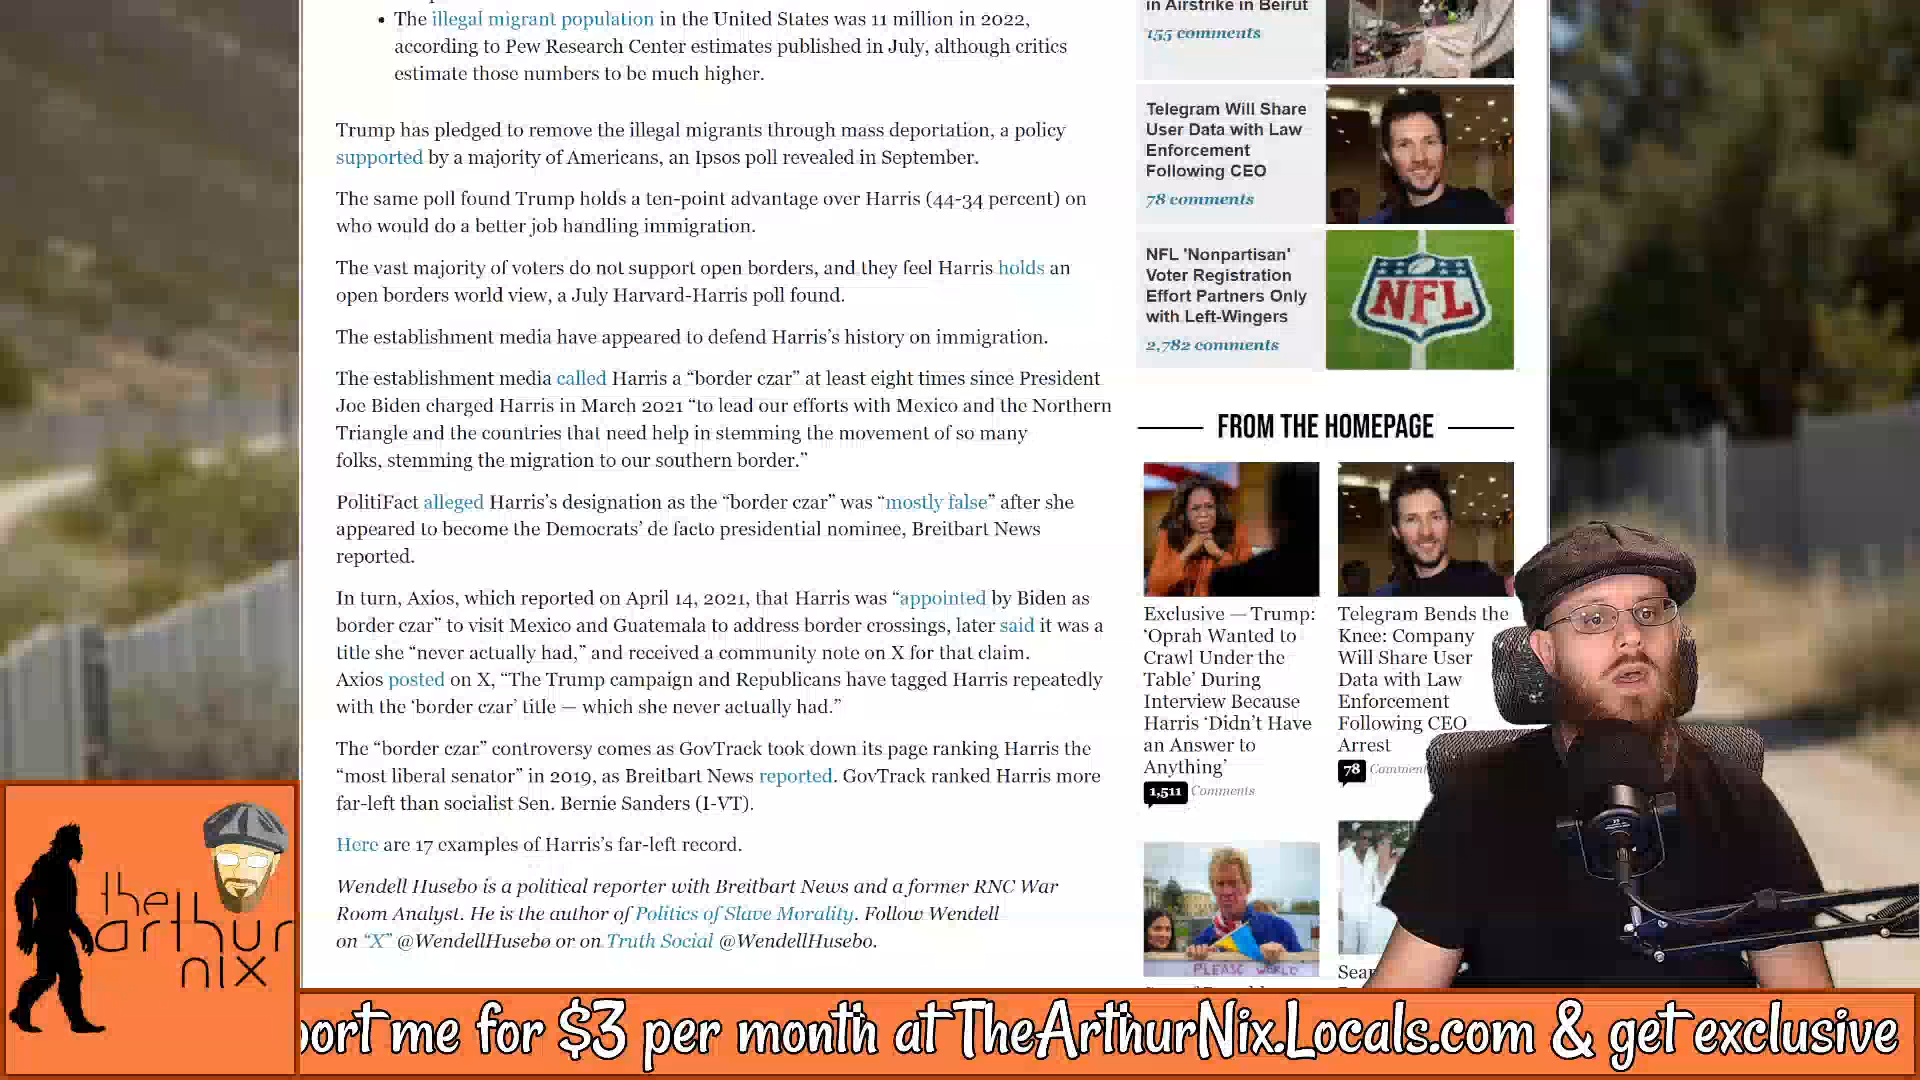 • The illegal migrant population in the United States was 11 million in 2022,
according to Pew Research Center estimates published in July, although critics
estimate those numbers to be much higher.
Trump has pledged to remove the illegal migrants through mass deportation, a policy
supported by a majority of Americans, an Ipsos poll revealed in September.
The same poll found Trump holds a ten-point advantage over Harris (44-34 percent) on
who would do a better job handling immigration.
The vast majority of voters do not support open borders, and they feel Harris holds an
open borders world view, a July Harvard-Harris poll found.
The establishment media have appeared to defend Harris’s history on immigration.
The establishment media called Harris a “border czar” at least eight times since President
Joe Biden charged Harris in March 2021 “to lead our efforts with Mexico and the Northern
Triangle and the countries that need help in stemming the movement of so many
folks, stemming the migration to our southern border.”
PolitiFact alleged Harris’s designation as the “border czar” was “mostly false” after she
appeared to become the Democrats’ de facto presidential nominee, Breitbart News
reported.
In turn, Axios, which reported on April 14, 2021, that Harris was “appointed by Biden as
border czar” to visit Mexico and Guatemala to address border crossings, later said it was a
title she “never actually had,” and received a community note on X for that claim.
Axios posted on X, “The Trump campaign and Republicans have tagged Harris repeatedly
with the ‘border czar’ title — which she never actually had.”
The “border czar” controversy comes as GovTrack took down its page ranking Harris the
“most liberal senator” in 2019, as Breitbart News reported. GovTrack ranked Harris more
far-left than socialist Sen. Bernie Sanders (I-VT).
Here are 17 examples of Harris’s far-left record.
Wendell Husebo is a political reporter with Breitbart News and a former RNC War
Room Analyst. He is the author of Politics of Slave Morality. Follow Wendell
on “X” @WendellHusebø or on Truth Social @WendellHusebo.
in Airstrike in Beirut
155 comments
Telegram Will Share
User Data with Law
Enforcement
Following CEO
78 comments
NFL 'Nonpartisan'
Voter Registration
Effort Partners Only
with Left-Wingers
2,782 comments
NFL
FROM THE HOMEPAGE
Exclusive — Trump:
‘Oprah Wanted to
Crawl Under the
Table’ During
Interview Because
Harris ‘Didn’t Have
an Answer to
Anything’
1,511 Comments
Telegram Bends the
Knee: Company
Will Share User
Data with Law
Enforcement
Following CEO
Arrest
78 Commen
PLEASE WORLD
Sear
the
arthur
nix
port me for $3 per month at TheArthurNix.Locals.com & get exclusive